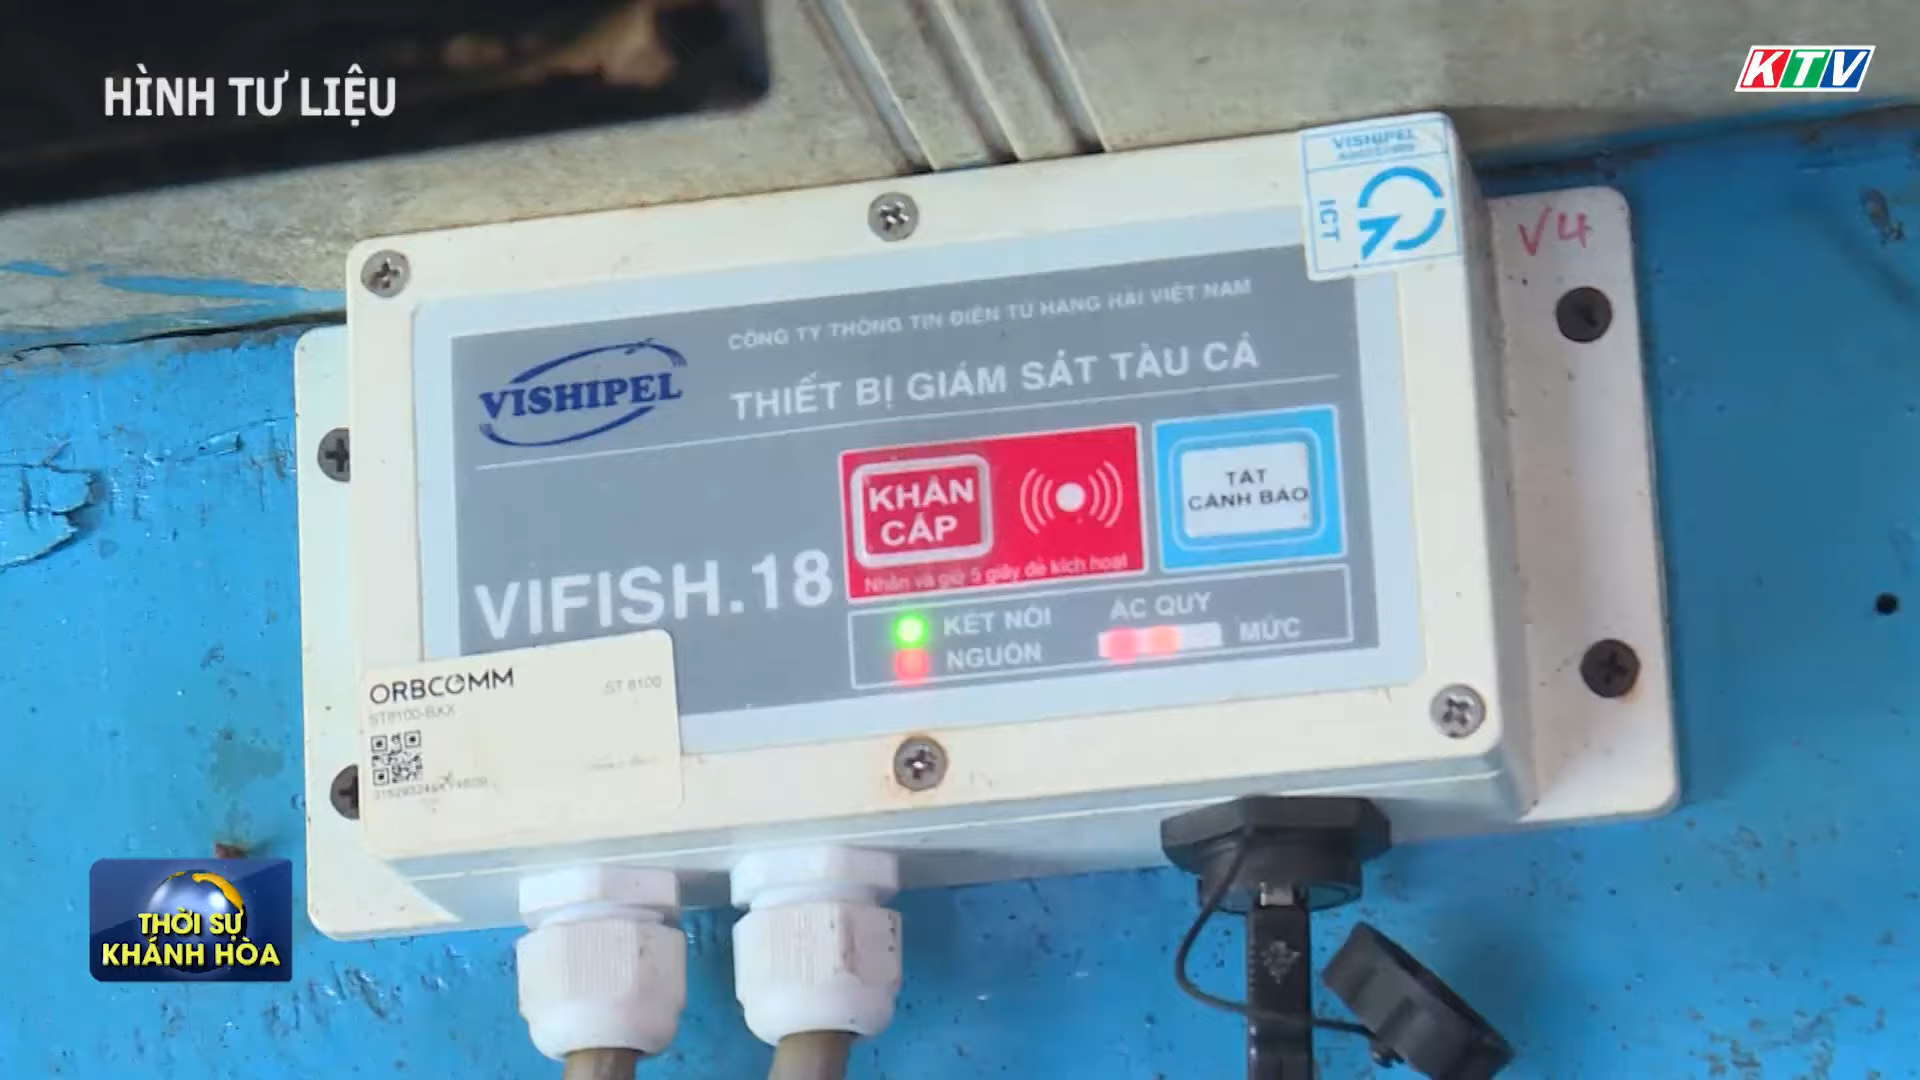 HÌNH TƯ LIỆU
KTV
VISHIPEL
ICT
V4
CÔNG TY THÔNG TIN ĐIỆN TỬ HÀNG HẢI VIỆT NAM
VISHIPEL
THIẾT BỊ GIÁM SÁT TÀU CÁ
KHẨN
CẤP
TẮT
CẢNH BÁO
Nhấn và giữ 5 giây để kích hoạt
VIFISH.18
KẾT NỐI
ẮC QUY
NGUỒN
MỨC
ORBCOMM
ST 8100
ST8100-BXX
THỜI SỰ
KHÁNH HÒA